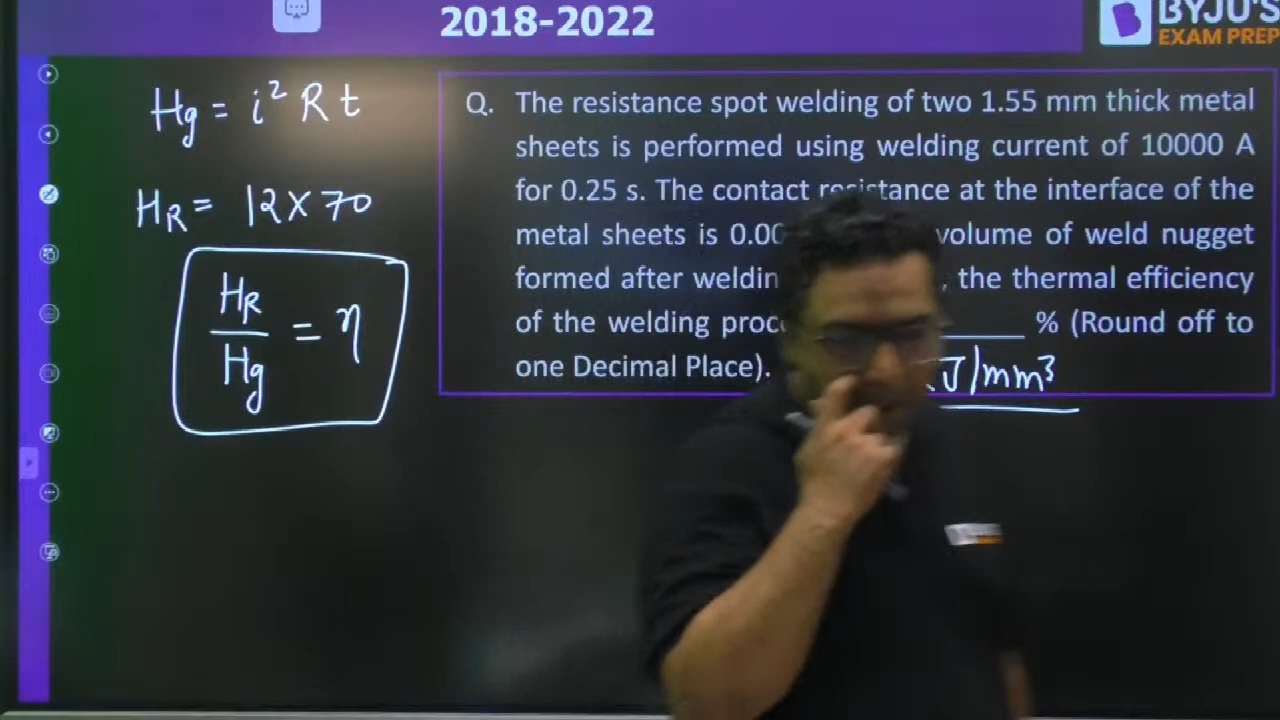 2018-2022
BYJU'S
EXAM PREP
Hg = i² R t
HR = 12 X 70
HR
Hg
= η
Q. The resistance spot welding of two 1.55 mm thick metal
sheets is performed using welding current of 10000 A
for 0.25 s. The contact resistance at the interface of the
metal sheets is 0.00 volume of weld nugget
formed after , the thermal efficiency
of the welding % (Round off to
one Decimal Place).
J/mm³